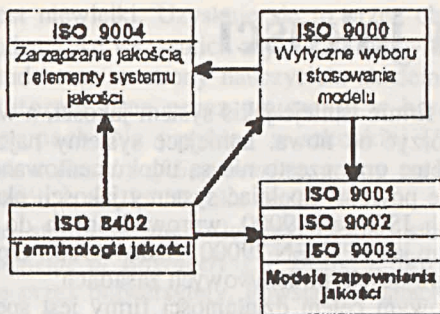 ISO 9004
Zarządzanie jakością
i elementy systemu
jakości
ISO 9000
Wytyczne wyboru
i stosowania
modelu
ISO 8402
Terminologia jakości
ISO 9001
ISO 9002
ISO 9003
Modele zapewnienia
jakości